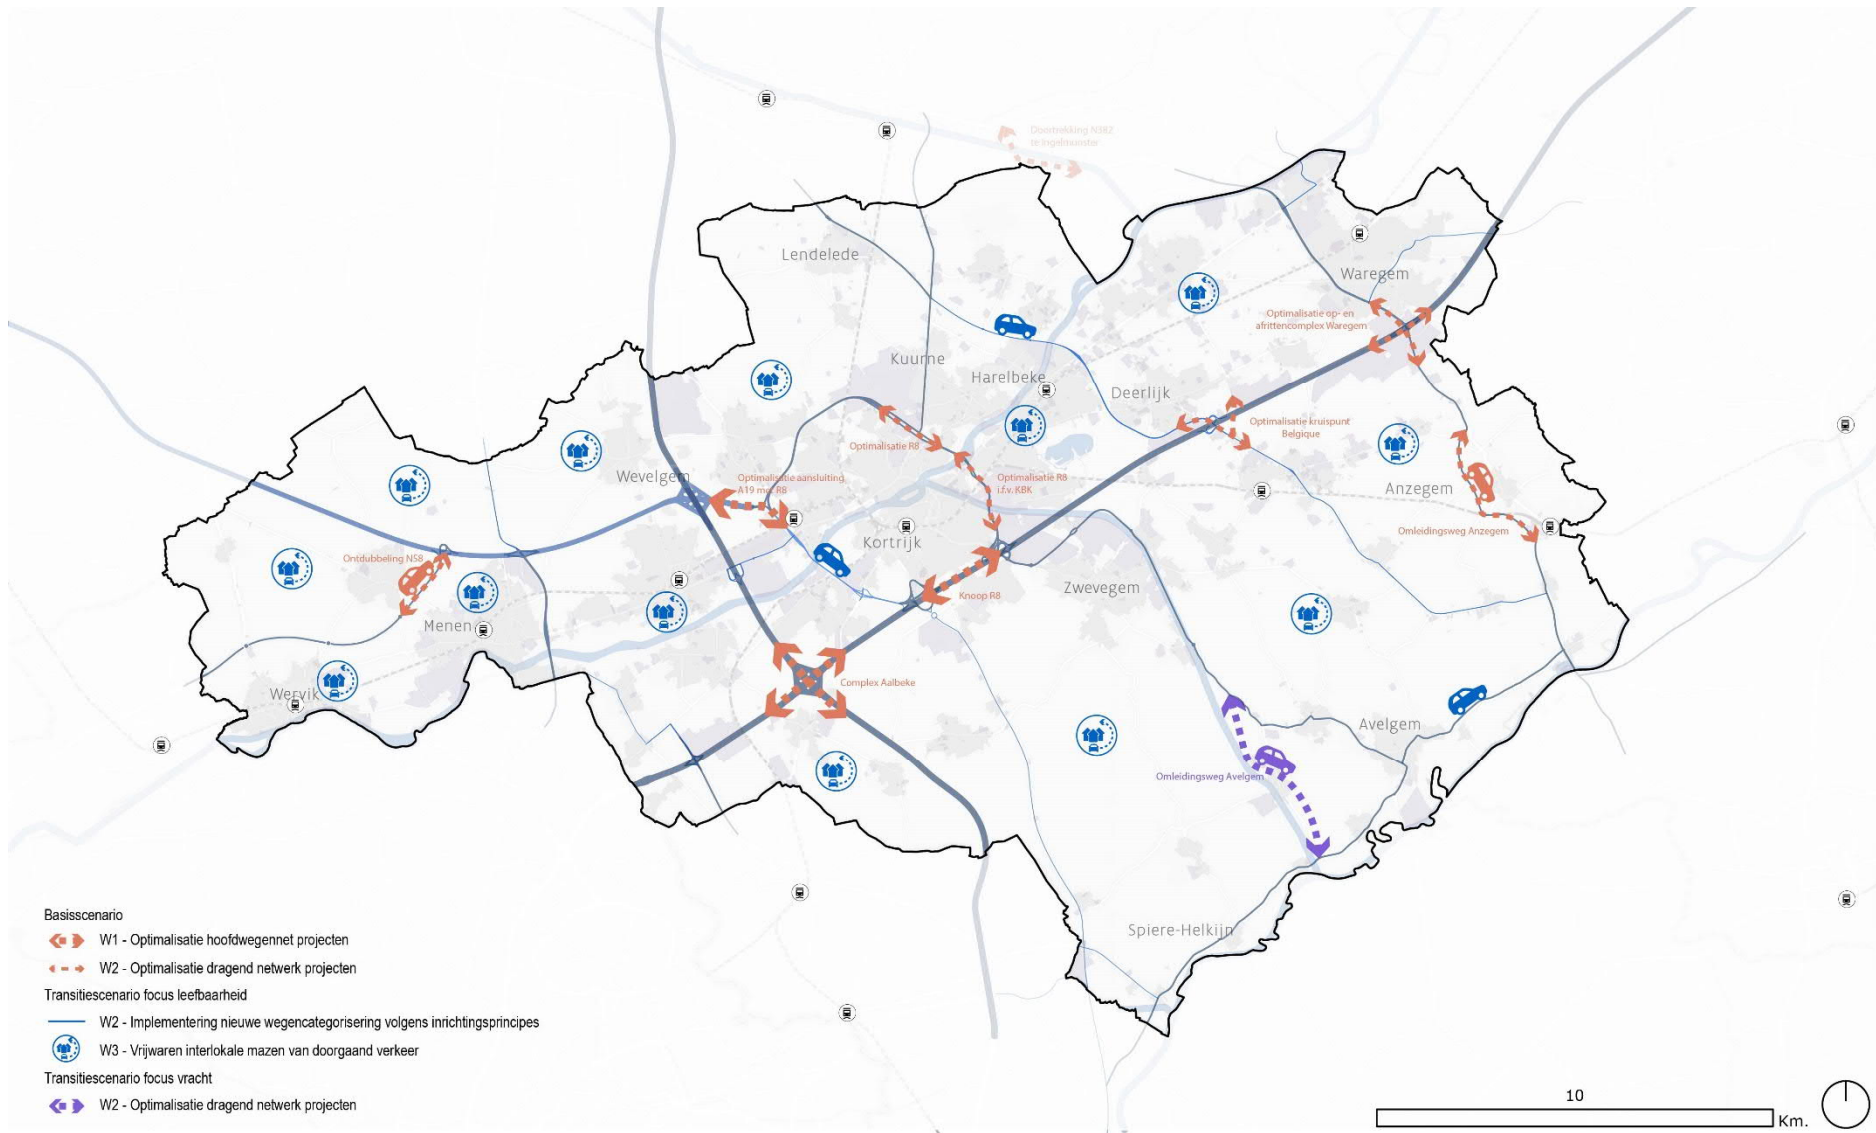 Doortrekking N382
te Ingelmunster
Lendelede
Waregem
Optimalisatie op- en
afrittencomplex Waregem
Kuurne
Harelbeke
Deerlijk
Optimalisatie kruispunt
Belgique
Optimalisatie R8
Wevelgem
Optimalisatie aansluiting
A19 met R8
Optimalisatie R8
i.f.v. KBK
Anzegem
Omleidingsweg Anzegem
Kortrijk
Ontdubbeling N58
Knoop R8
Zwevegem
Menen
Wervik
Complex Aalbeke
Avelgem
Omleidingsweg Avelgem
Spiere-Helkijn
Basisscenario
W1 - Optimalisatie hoofdwegennet projecten
W2 - Optimalisatie dragend netwerk projecten
Transitiescenario focus leefbaarheid
W2 - Implementering nieuwe wegencategorisering volgens inrichtingsprincipes
W3 - Vrijwaren interlokale mazen van doorgaand verkeer
Transitiescenario focus vracht
W2 - Optimalisatie dragend netwerk projecten
10
Km.